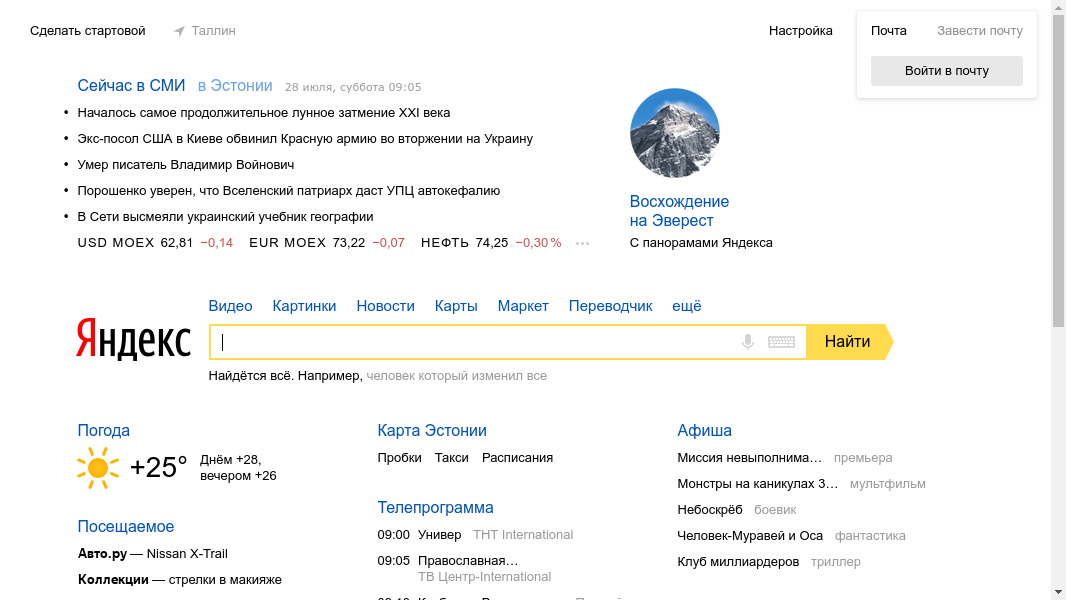 Сделать стартовой Таллин Настройка Почта Завести почту
Войти в почту
Сейчас в СМИ в Эстонии 28 июля, суббота 09:05
• Началось самое продолжительное лунное затмение XXI века
• Экс-посол США в Киеве обвинил Красную армию во вторжении на Украину
• Умер писатель Владимир Войнович
• Порошенко уверен, что Вселенский патриарх даст УПЦ автокефалию
• В Сети высмеяли украинский учебник географии
USD MOEX 62,81 −0,14 EUR MOEX 73,22 −0,07 НЕФТЬ 74,25 −0,30 %
Восхождение
на Эверест
С панорамами Яндекса
Видео Картинки Новости Карты Маркет Переводчик ещё
Яндекс
Найти
Найдётся всё. Например, человек который изменил все
Погода
+25°
Днём +28,
вечером +26
Посещаемое
Авто.ру — Nissan X-Trail
Коллекции — стрелки в макияже
Карта Эстонии
Пробки Такси Расписания
Телепрограмма
09:00 Универ ТНТ International
09:05 Православная…
ТВ Центр-International
Афиша
Миссия невыполнима… премьера
Монстры на каникулах 3… мультфильм
Небоскрёб боевик
Человек-Муравей и Оса фантастика
Клуб миллиардеров триллер